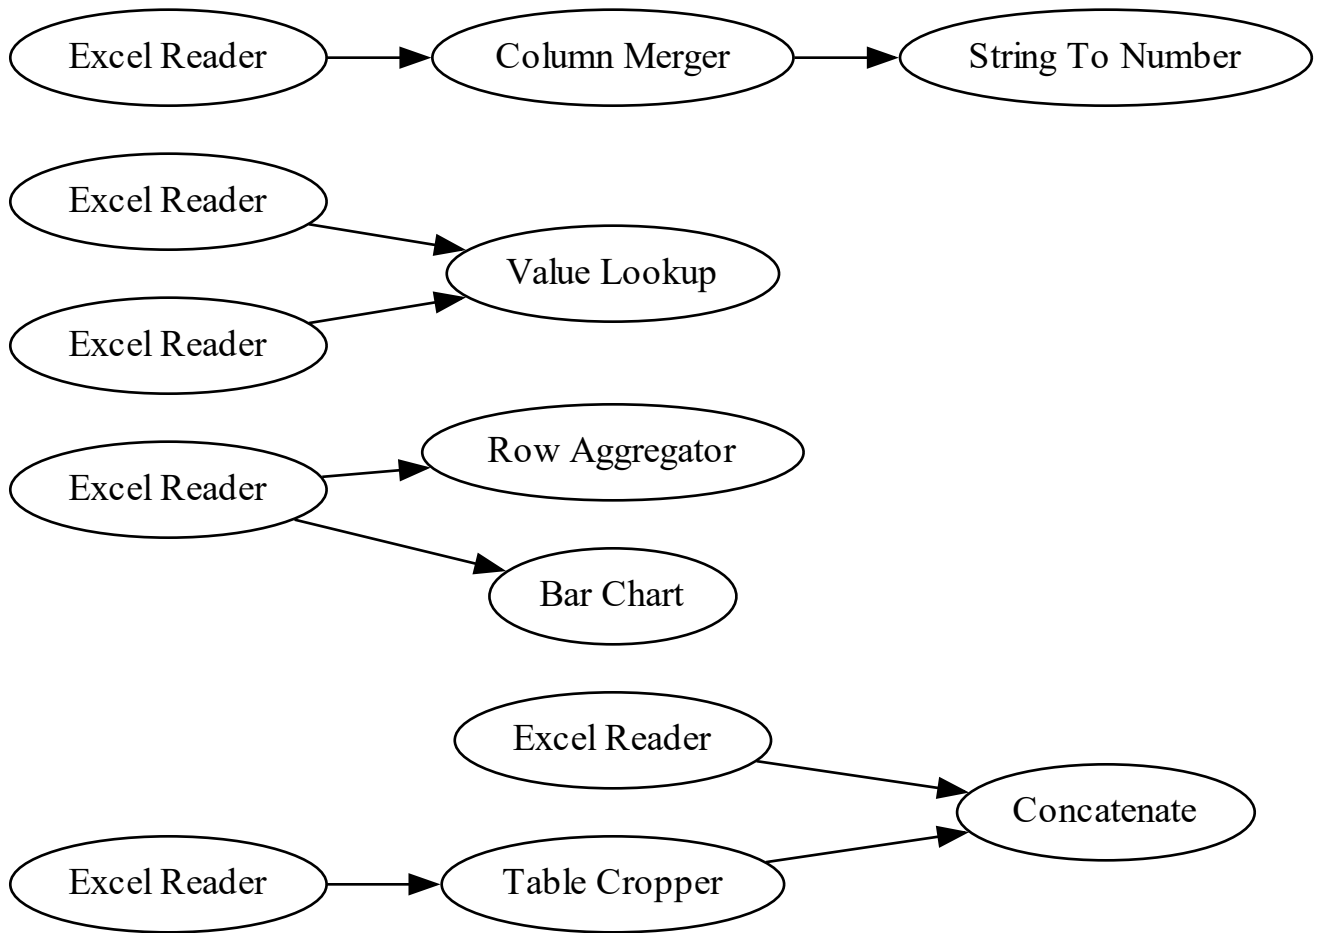 Excel Reader
Column Merger
String To Number
Excel Reader
Value Lookup
Excel Reader
Excel Reader
Row Aggregator
Bar Chart
Excel Reader
Concatenate
Excel Reader
Table Cropper